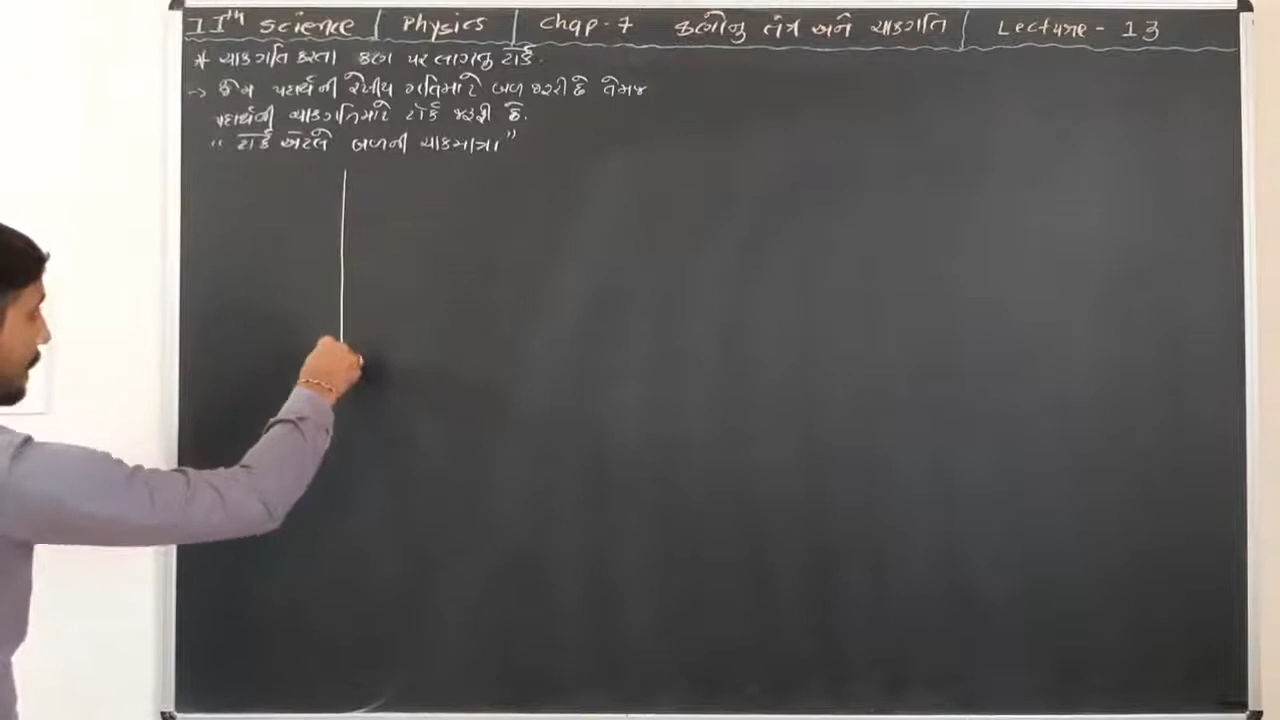 11th Science | Physics | Chap-7 કણોનુ તંત્ર અને ચાકગતિ | Lecture - 13
* ચાકગતિ કરતા કણ પર લાગતુ ટૉર્ક.
→ જેમ પદાર્થની રેખીય ગતિમાટે બળ જરૂરી છે તેમજ
પદાર્થની ચાકગતિમાટે ટૉર્ક જરૂરી છે.
" ટૉર્ક એટલે બળની ચાકમાત્રા"